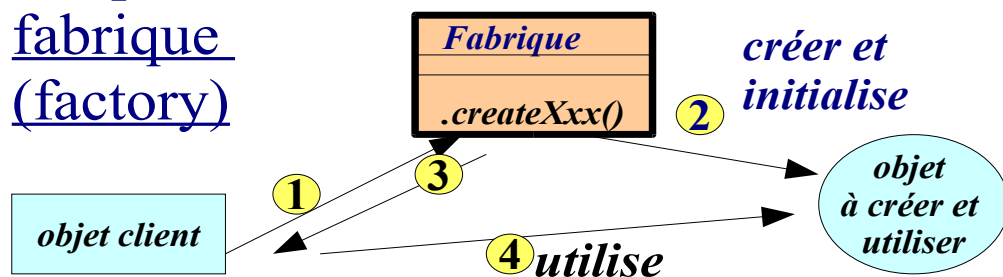 fabrique
(factory)
Fabrique
.createXxx()
créer et
initialise
2
1
3
objet client
objet
à créer et
utiliser
4 utilise